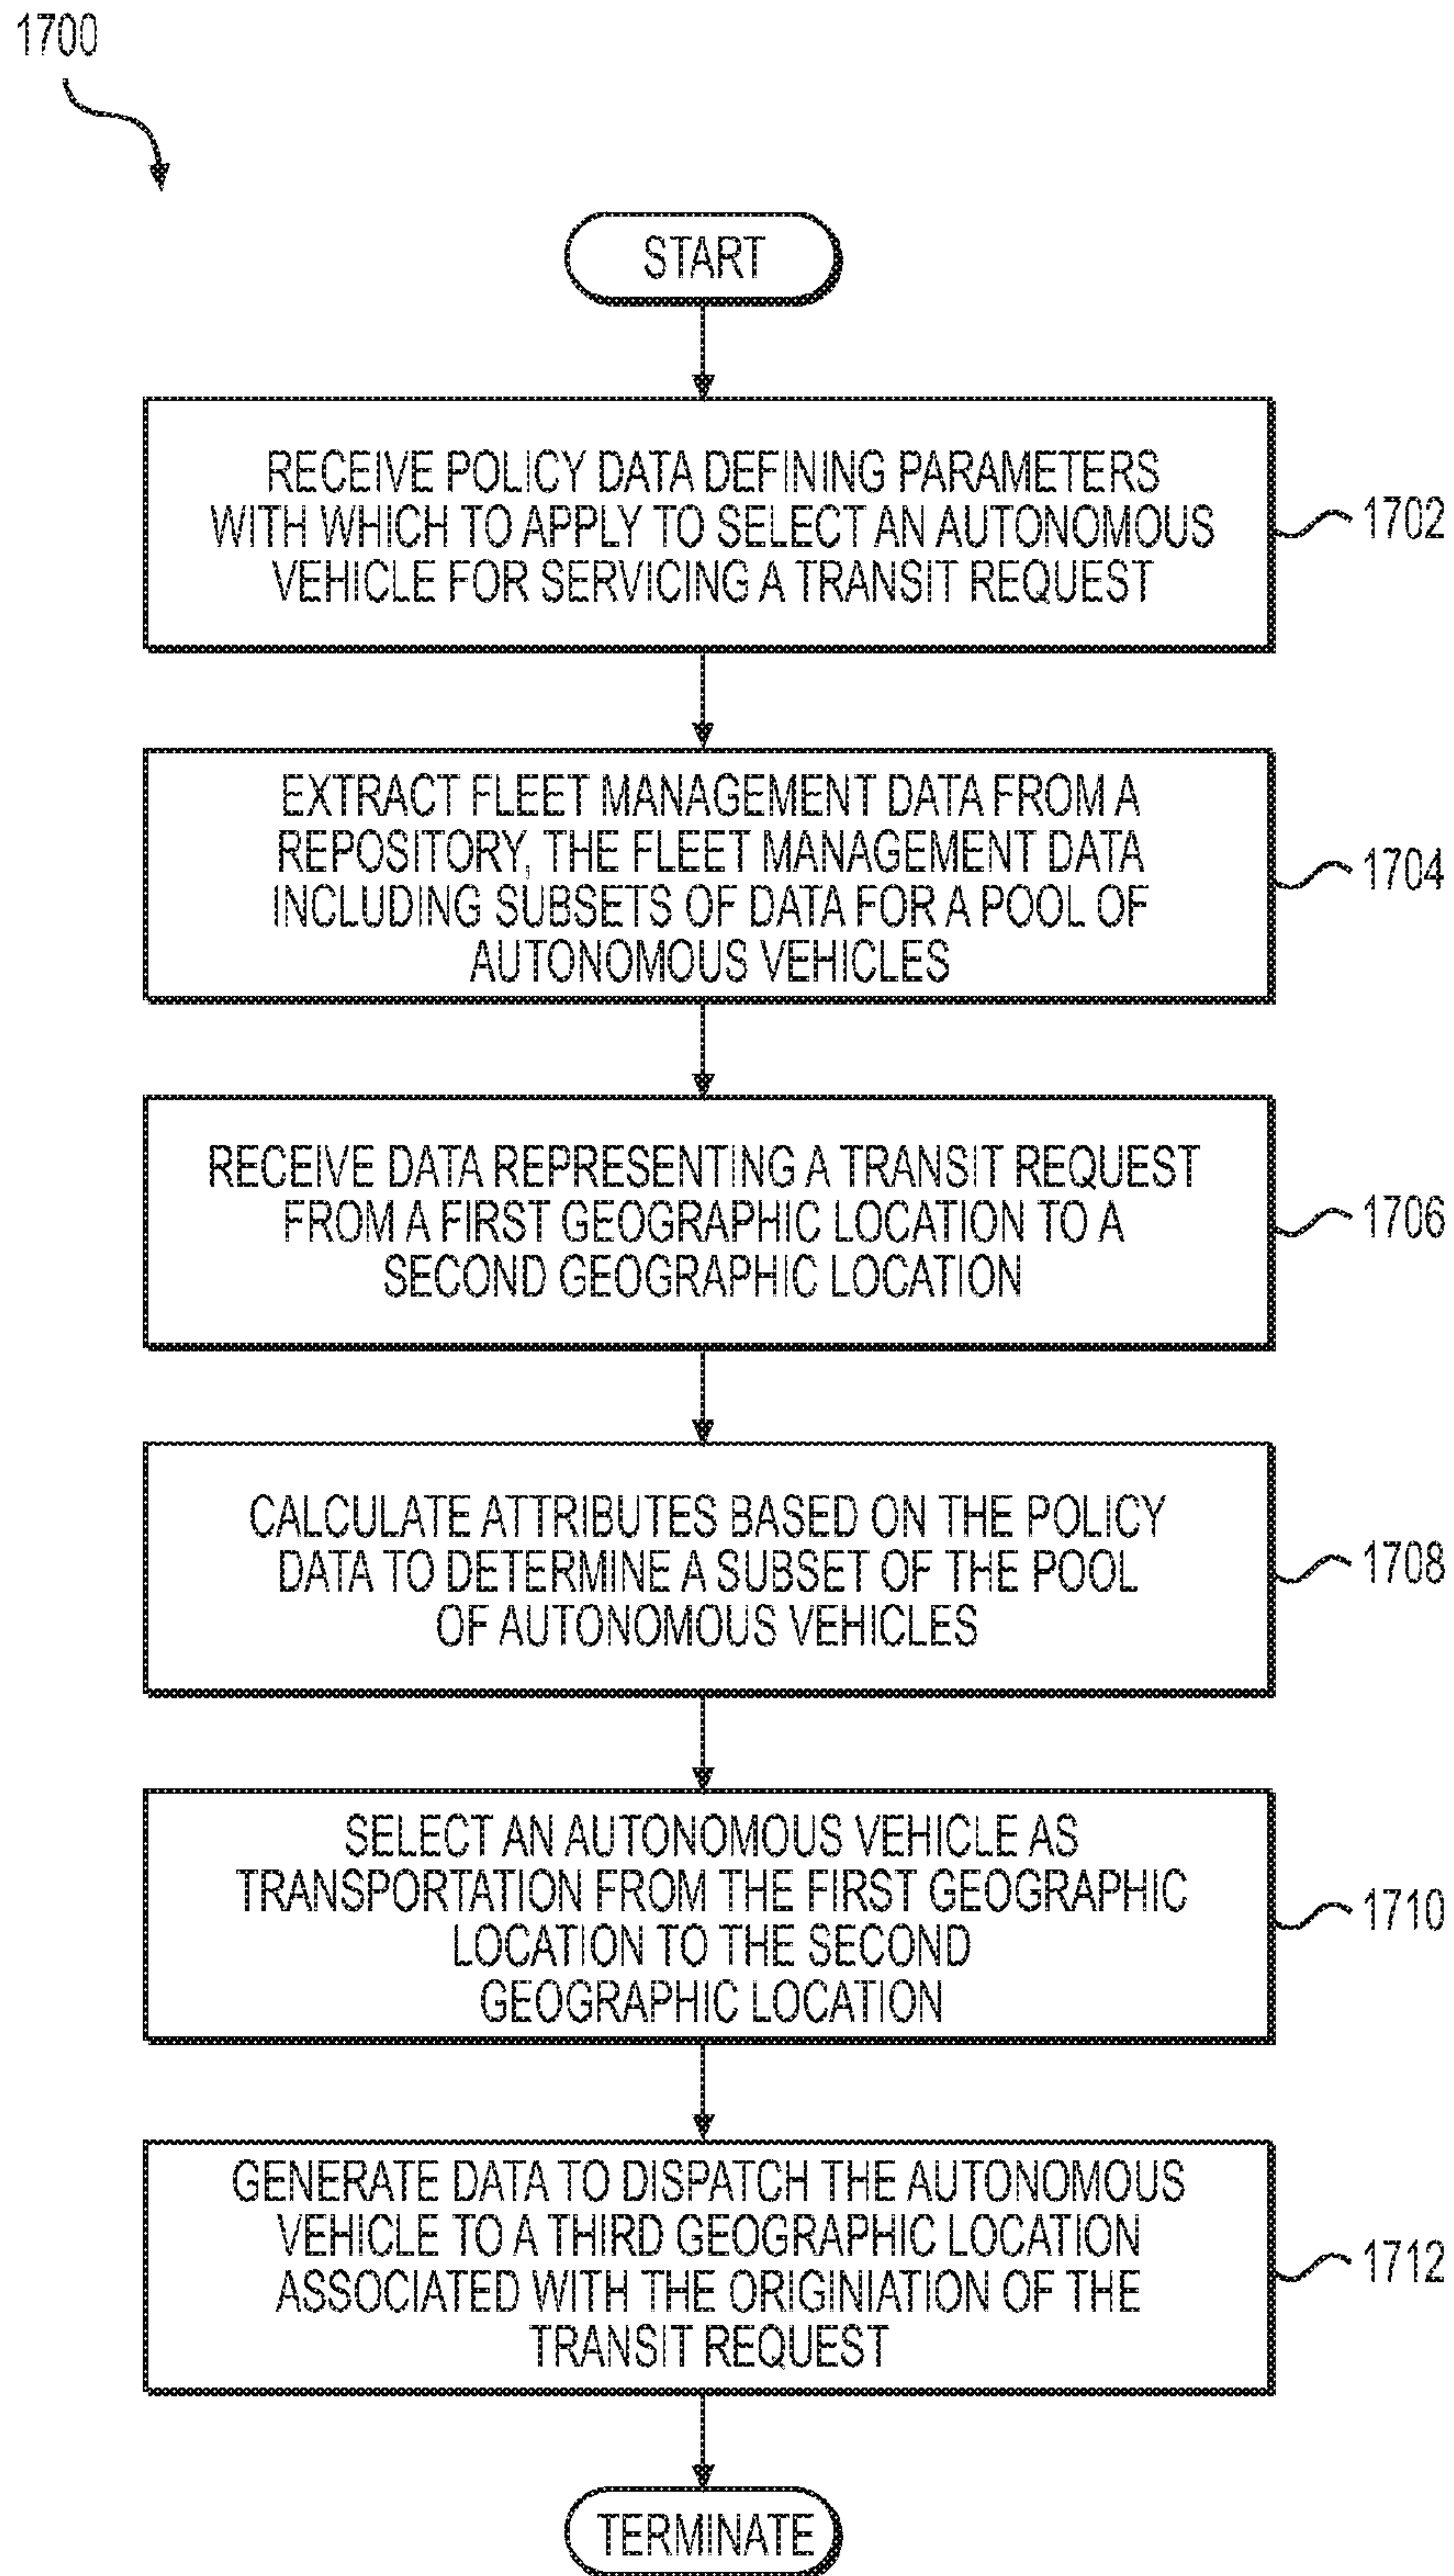 1700
START
RECEIVE POLICY DATA DEFINING PARAMETERS
WITH WHICH TO APPLY TO SELECT AN AUTONOMOUS
VEHICLE FOR SERVICING A TRANSIT REQUEST
1702
EXTRACT FLEET MANAGEMENT DATA FROM A
REPOSITORY, THE FLEET MANAGEMENT DATA
INCLUDING SUBSETS OF DATA FOR A POOL OF
AUTONOMOUS VEHICLES
1704
RECEIVE DATA REPRESENTING A TRANSIT REQUEST
FROM A FIRST GEOGRAPHIC LOCATION TO A
SECOND GEOGRAPHIC LOCATION
1706
CALCULATE ATTRIBUTES BASED ON THE POLICY
DATA TO DETERMINE A SUBSET OF THE POOL
OF AUTONOMOUS VEHICLES
1708
SELECT AN AUTONOMOUS VEHICLE AS
TRANSPORTATION FROM THE FIRST GEOGRAPHIC
LOCATION TO THE SECOND
GEOGRAPHIC LOCATION
1710
GENERATE DATA TO DISPATCH THE AUTONOMOUS
VEHICLE TO A THIRD GEOGRAPHIC LOCATION
ASSOCIATED WITH THE ORIGINIATION OF THE
TRANSIT REQUEST
1712
TERMINATE